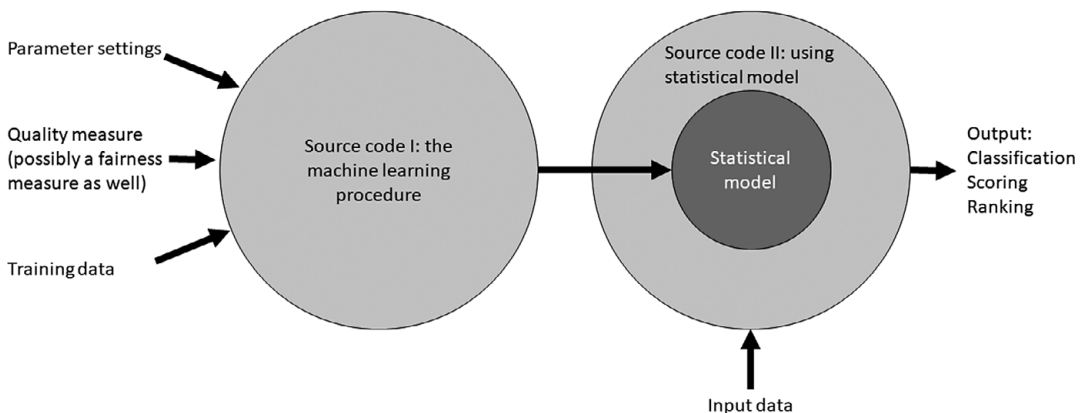 Parameter settings
Quality measure
(possibly a fairness
measure as well)
Training data
Source code I: the
machine learning
procedure
Source code II: using
statistical model
Statistical
model
Output:
Classification
Scoring
Ranking
Input data